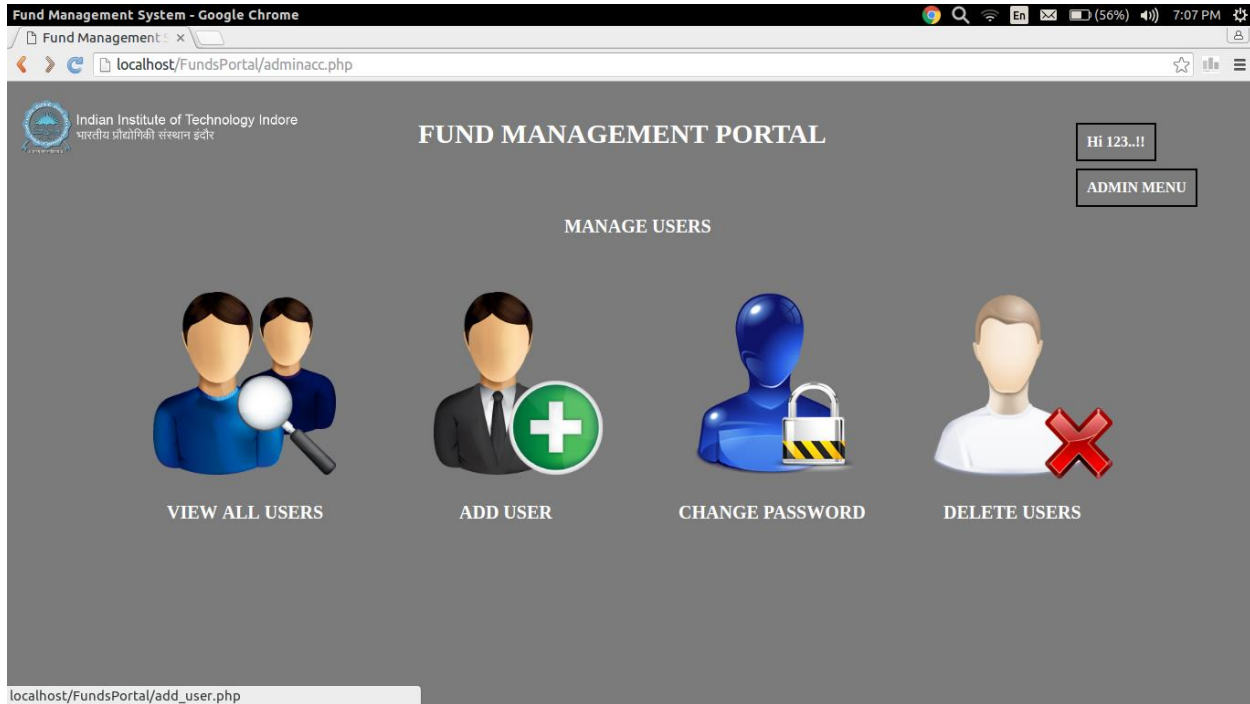 Fund Management System - Google Chrome
En (56%) 7:07 PM
Fund Management S
localhost/FundsPortal/adminacc.php
Indian Institute of Technology Indore
भारतीय प्रौद्योगिकी संस्थान इंदौर
FUND MANAGEMENT PORTAL
Hi 123..!!
ADMIN MENU
MANAGE USERS
VIEW ALL USERS ADD USER CHANGE PASSWORD DELETE USERS
localhost/FundsPortal/add_user.php